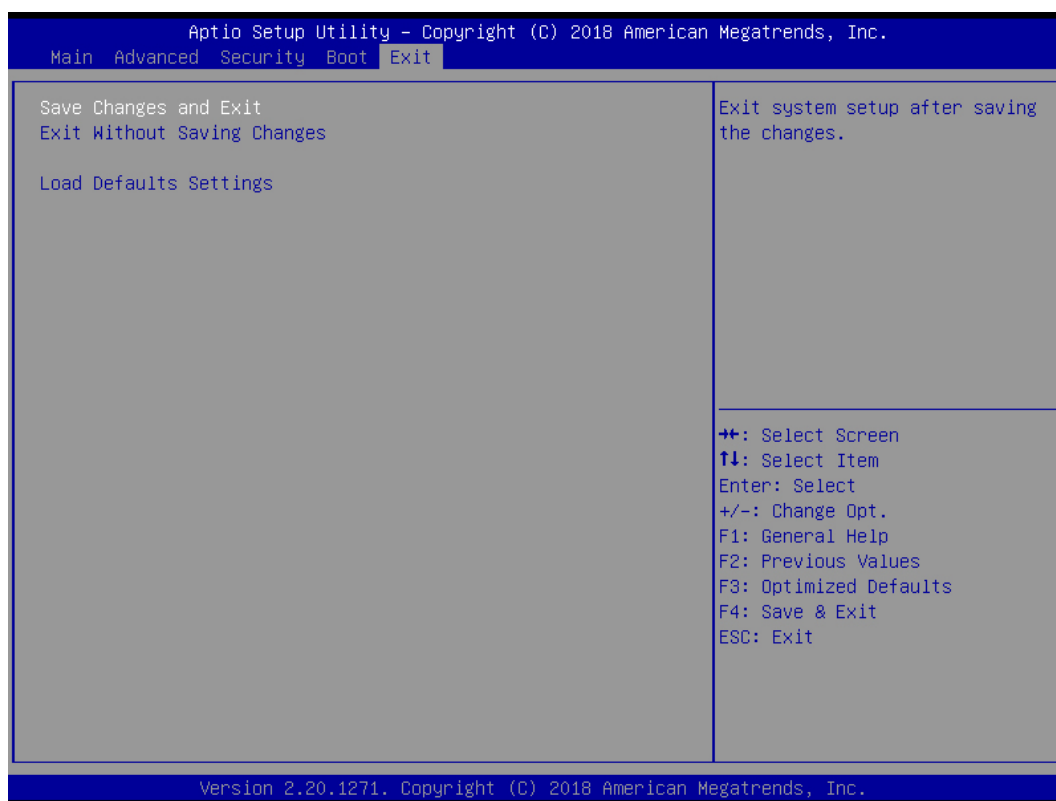 Aptio Setup Utility – Copyright (C) 2018 American Megatrends, Inc.
Main Advanced Security Boot Exit
Save Changes and Exit
Exit Without Saving Changes
Load Defaults Settings
Exit system setup after saving
the changes.
→←: Select Screen
↑↓: Select Item
Enter: Select
+/-: Change Opt.
F1: General Help
F2: Previous Values
F3: Optimized Defaults
F4: Save & Exit
ESC: Exit
Version 2.20.1271. Copyright (C) 2018 American Megatrends, Inc.